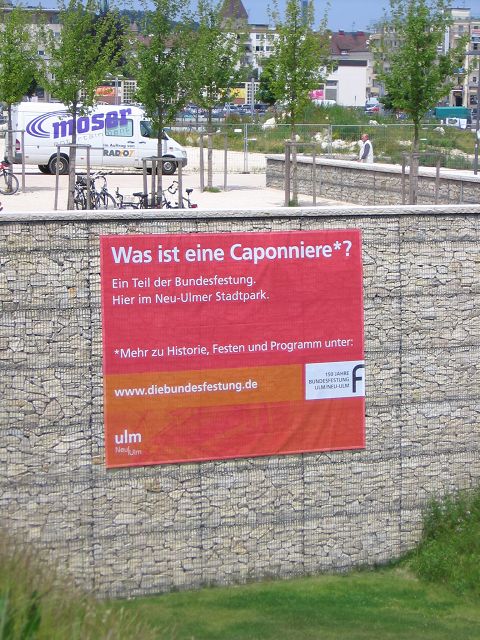 moser
Was ist eine Caponniere*?
Ein Teil der Bundesfestung.
Hier im Neu-Ulmer Stadtpark.
*Mehr zu Historie, Festen und Programm unter:
www.diebundesfestung.de
150 JAHRE
BUNDESFESTUNG
ULM/NEU-ULM
ulm
Neu-Ulm